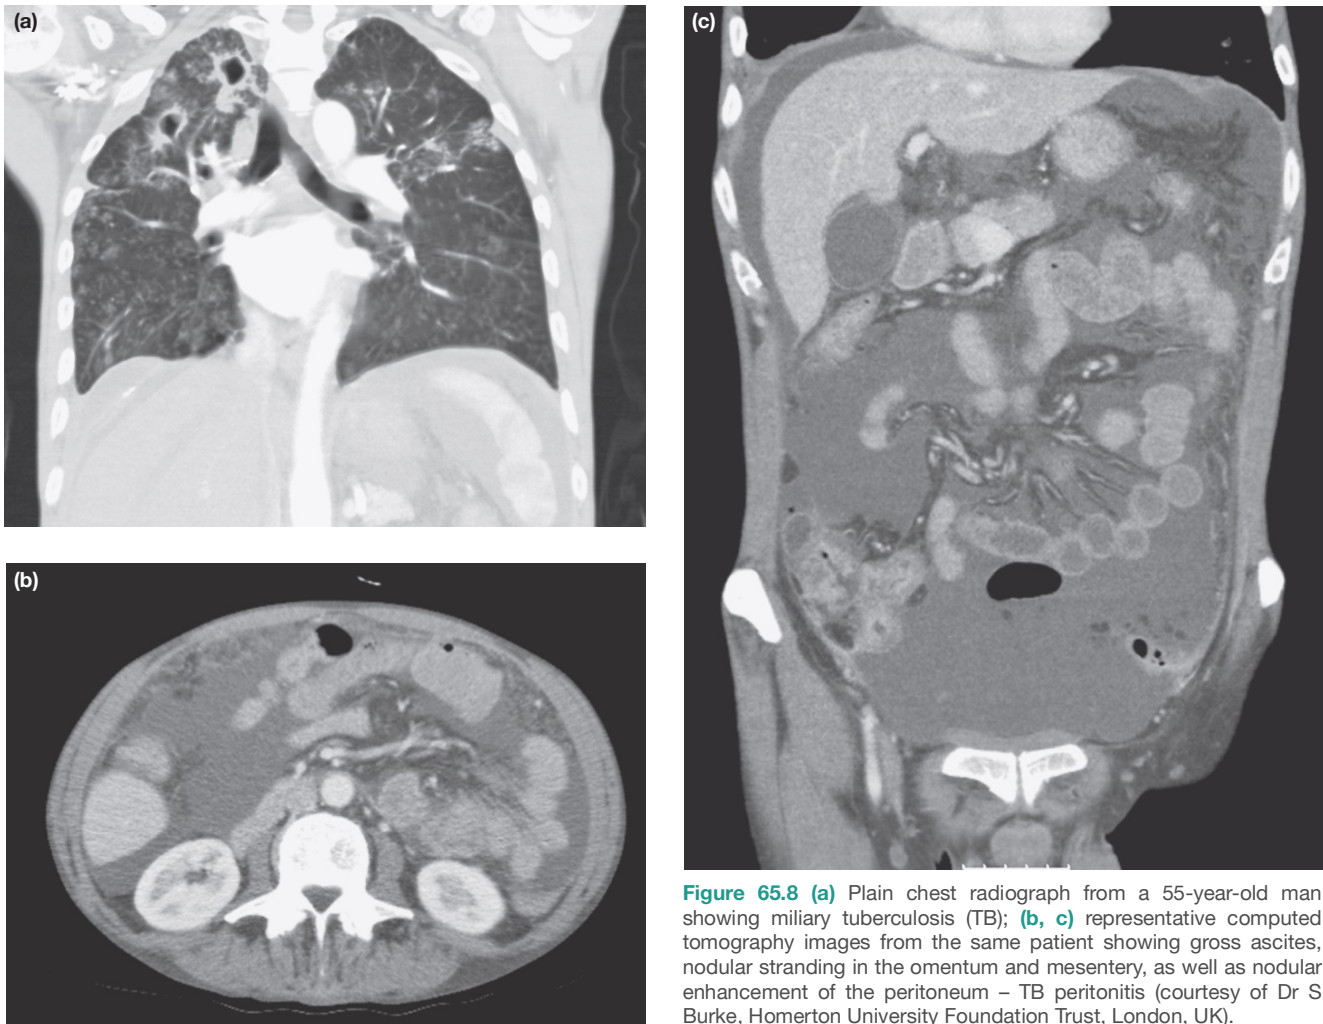 (a)
(b)
(c)
Figure 65.8 (a) Plain chest radiograph from a 55-year-old man
showing miliary tuberculosis (TB); (b, c) representative computed
tomography images from the same patient showing gross ascites,
nodular stranding in the omentum and mesentery, as well as nodular
enhancement of the peritoneum – TB peritonitis (courtesy of Dr S
Burke, Homerton University Foundation Trust, London, UK).